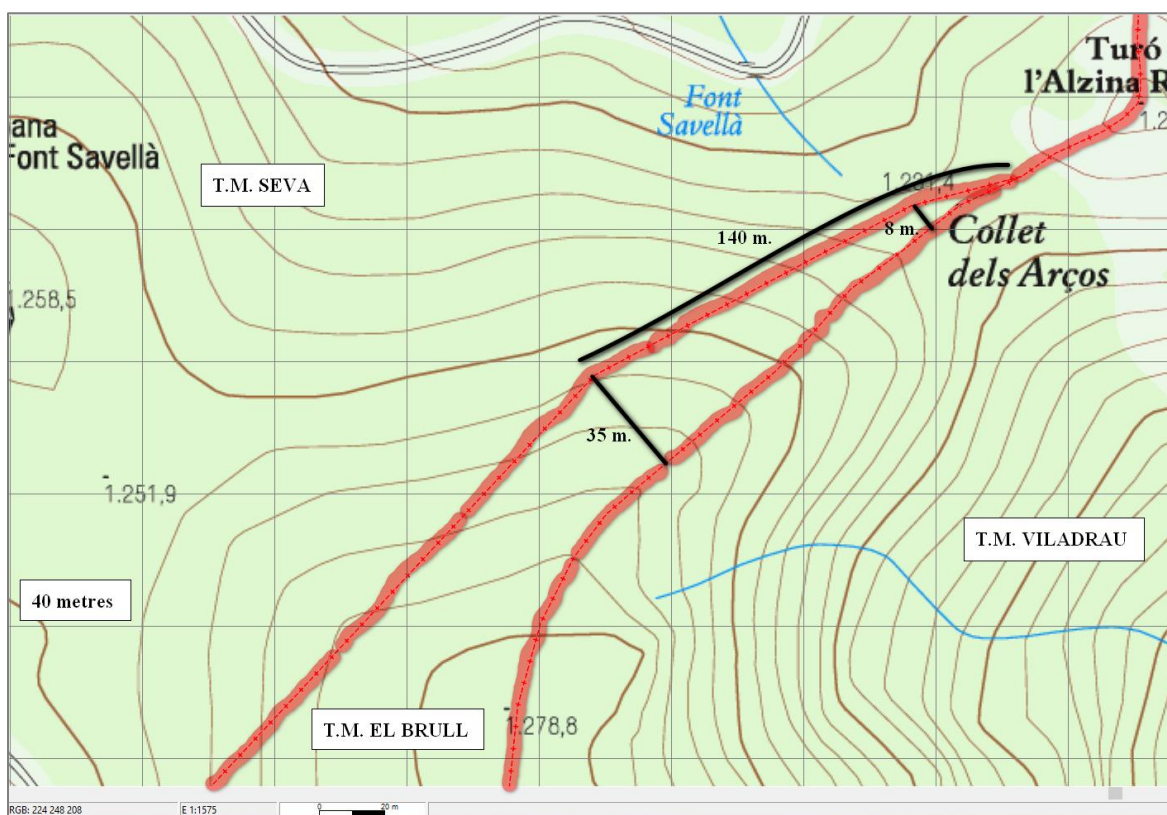 Turó
l'Alzina R
1.2
ana
Font Savellà
Font
Savellà
T.M. SEVA
1.231,4
140 m.
8 m.
Collet
dels Arços
1.258,5
35 m.
1.251,9
T.M. VILADRAU
40 metres
T.M. EL BRULL
1.278,8
RGB: 224 248 208
E 1:1575
0 20 m